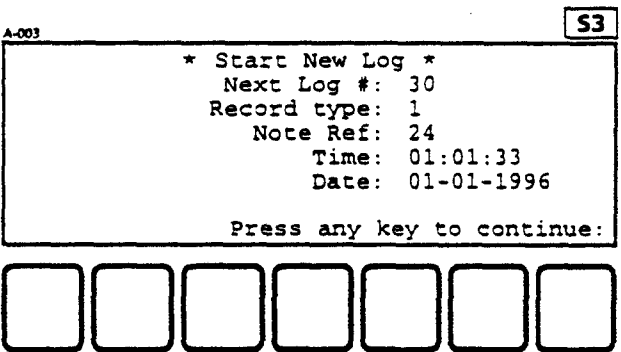 A-003
S3
* Start New Log *
Next Log #: 30
Record type: 1
Note Ref: 24
Time: 01:01:33
Date: 01-01-1996
Press any key to continue: